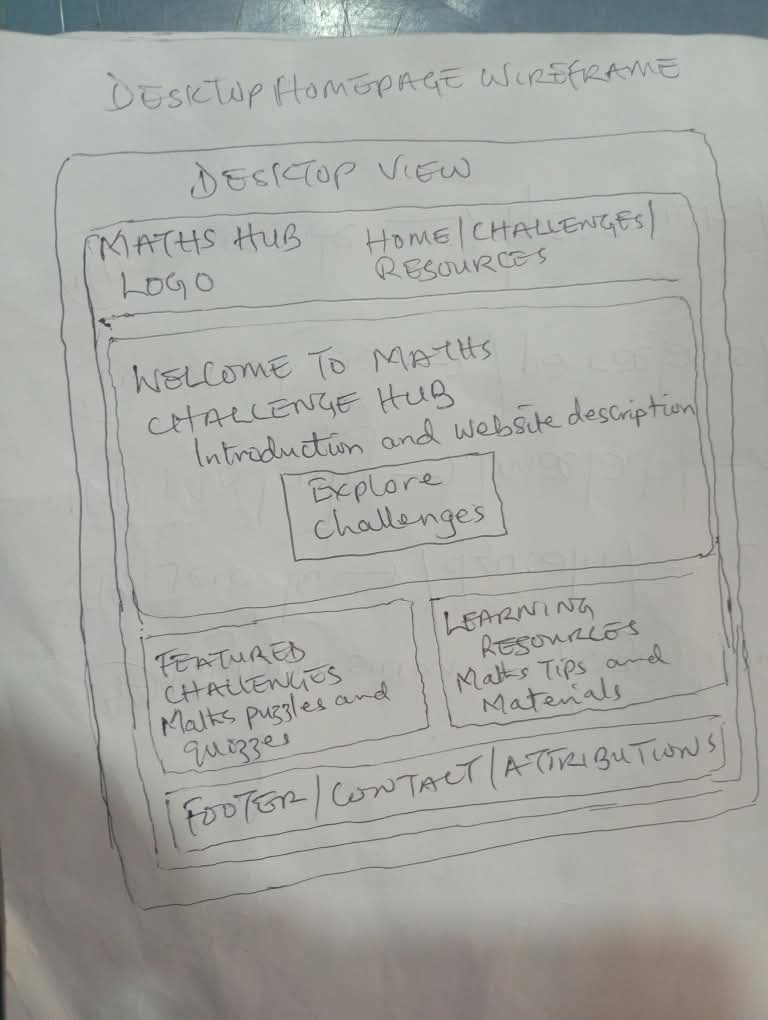 DESKTOP HOMEPAGE WIREFRAME
DESKTOP VIEW
MATHS HUB
LOGO
HOME/CHALLENGES/
RESOURCES
WELCOME TO MATHS
CHALLENGE HUB
Introduction and website description
Explore
challenges
FEATURED
CHALLENGES
Maths puzzles and
quizzes
LEARNING
RESOURCES
Maths Tips and
Materials
FOOTER/CONTACT/ATTRIBUTIONS